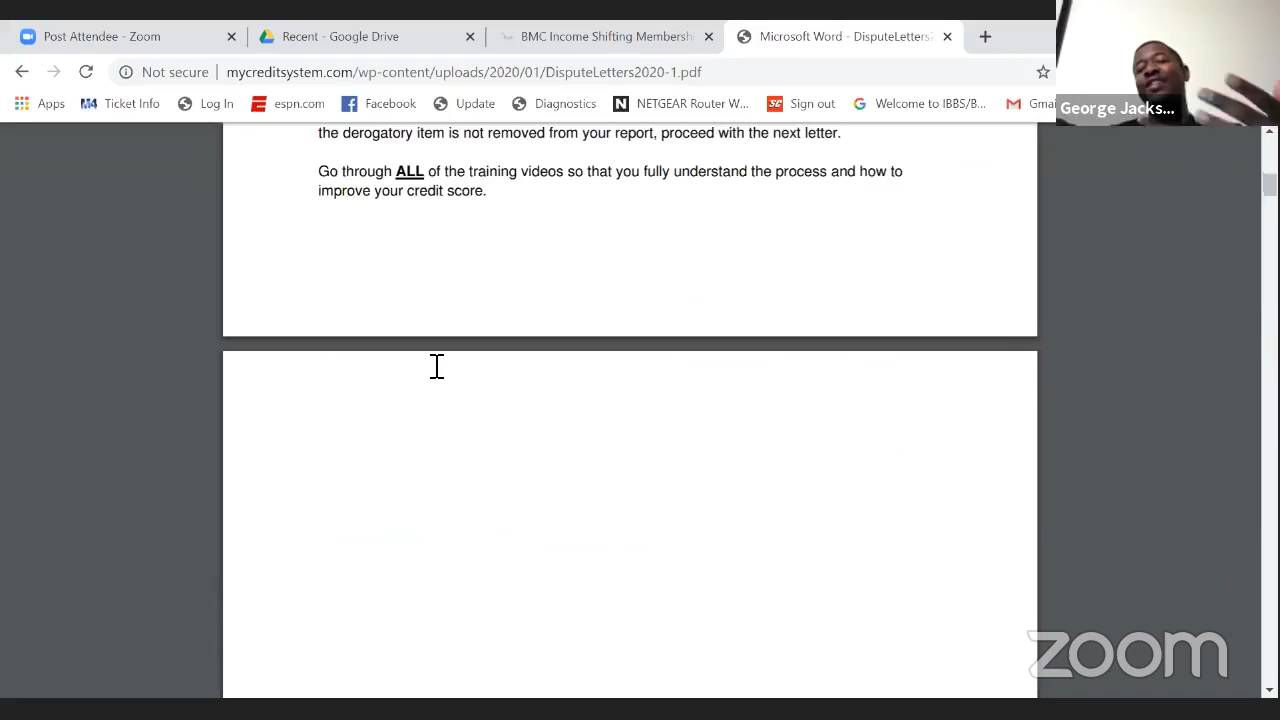 Post Attendee - Zoom
Recent - Google Drive
BMC Income Shifting Membershi
Microsoft Word - DisputeLetters2
Not secure
mycreditsystem.com/wp-content/uploads/2020/01/DisputeLetters2020-1.pdf
Apps
M4 Ticket Info
Log In
espn.com
Facebook
Update
Diagnostics
N NETGEAR Router W...
sc Sign out
G Welcome to IBBS/B...
Gmai
George Jacks...
the derogatory item is not removed from your report, proceed with the next letter.
Go through ALL of the training videos so that you fully understand the process and how to
improve your credit score.
zoom